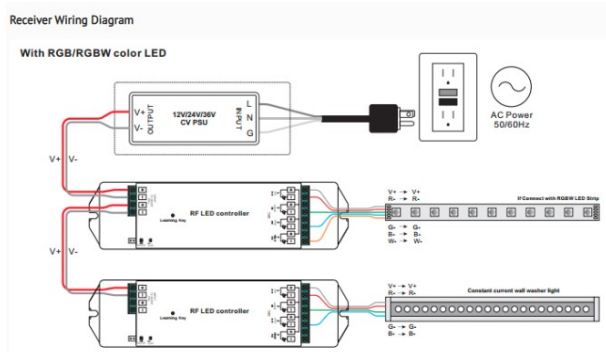 Receiver Wiring Diagram
With RGB/RGBW color LED
V+
V-
OUTPUT
12V/24V/36V
CV PSU
INPUT
L
N
G
AC Power
50/60Hz
V+ V-
RF LED controller
Learning Key
V+ → V+
R- → R-
If Connect with RGBW LED Strip
G- → G-
B- → B-
W- → W-
V+ V-
RF LED controller
Learning Key
V+ → V+
R- → R-
Constant current wall washer light
G- → G-
B- → B-